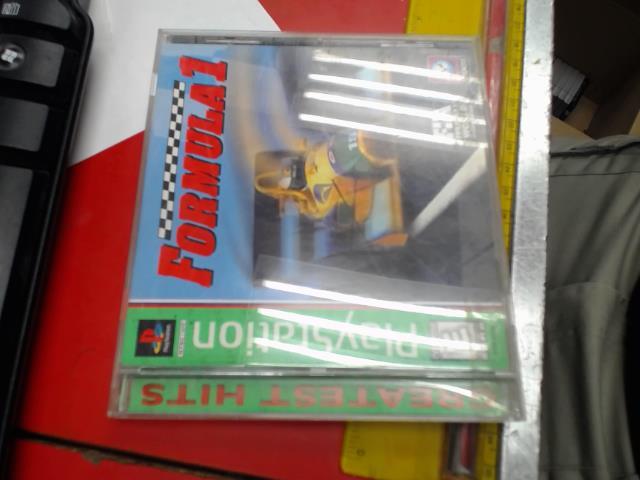 FORMULA 1
PlayStation
GREATEST HITS